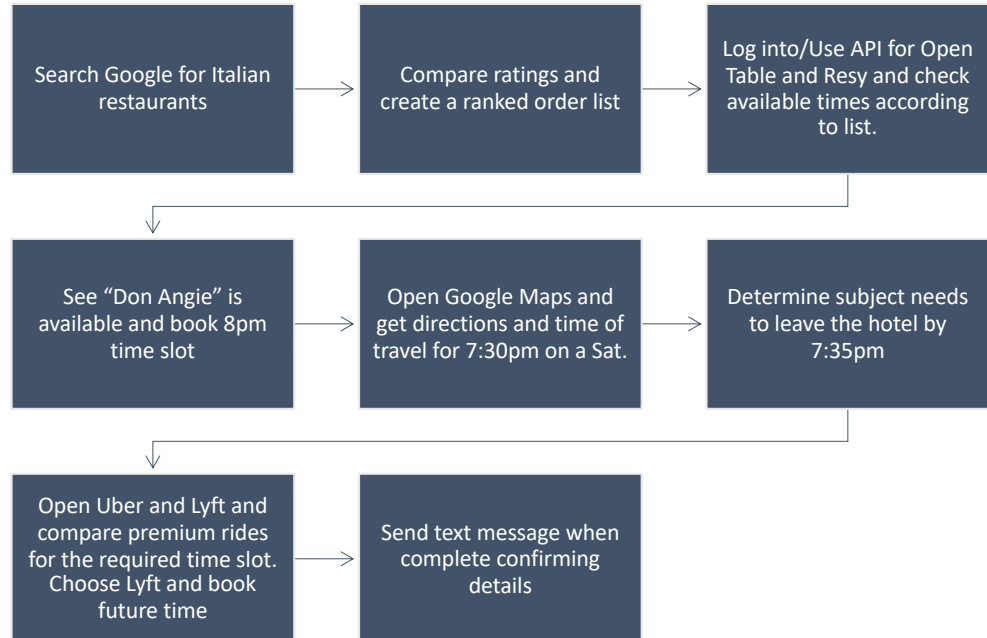 Search Google for Italian
restaurants
Compare ratings and
create a ranked order list
Log into/Use API for Open
Table and Resy and check
available times according
to list.
See “Don Angie” is
available and book 8pm
time slot
Open Google Maps and
get directions and time of
travel for 7:30pm on a Sat.
Determine subject needs
to leave the hotel by
7:35pm
Open Uber and Lyft and
compare premium rides
for the required time slot.
Choose Lyft and book
future time
Send text message when
complete confirming
details